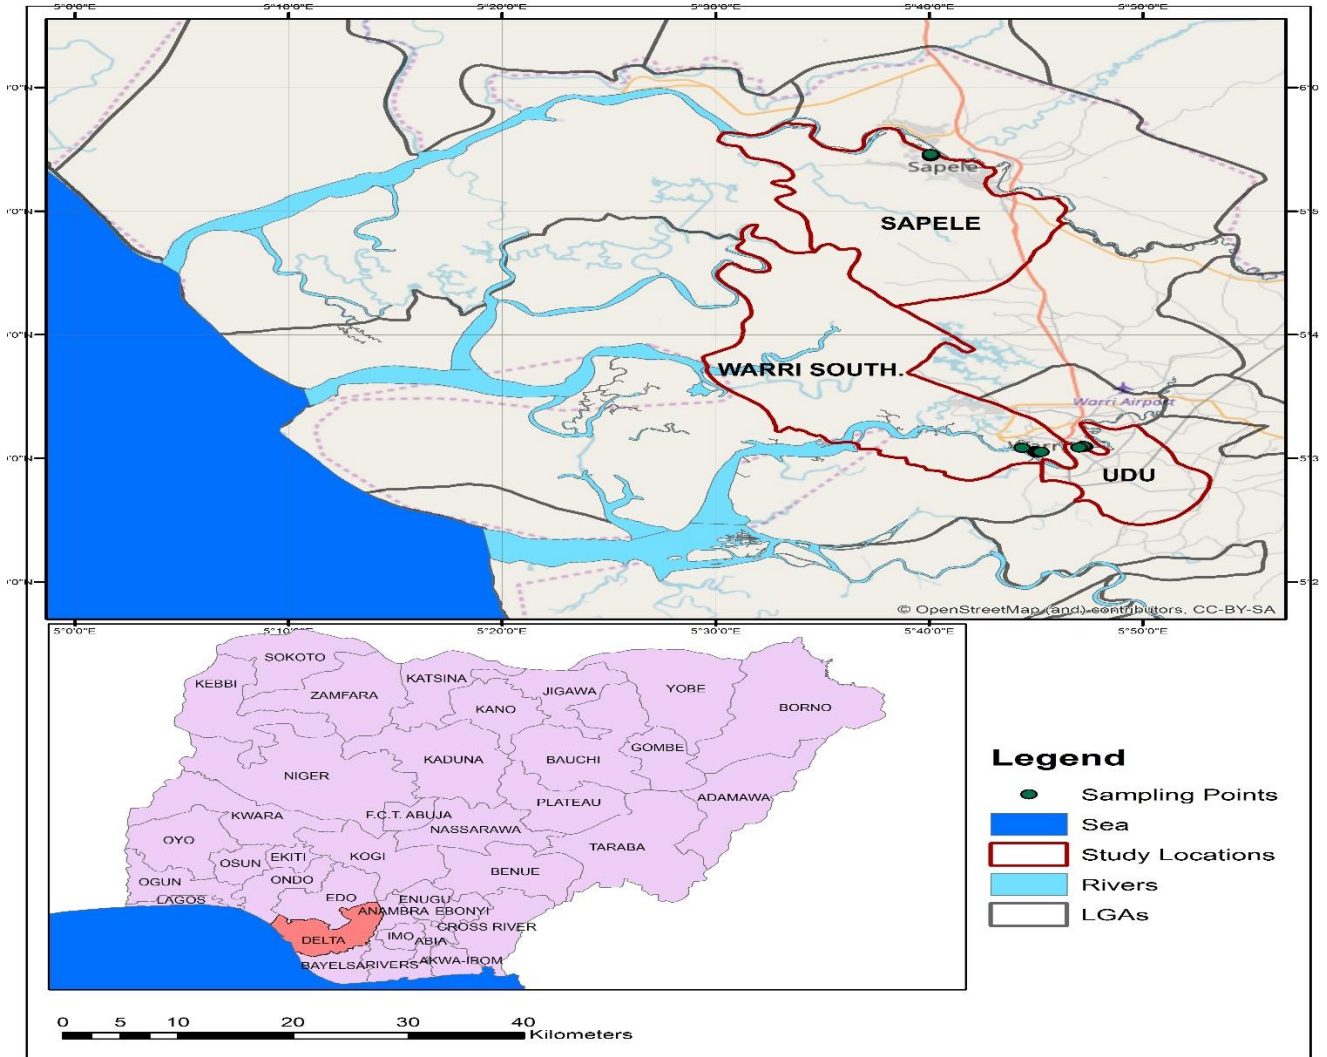 5°0'0"E 5°10'0"E 5°20'0"E 5°30'0"E 5°40'0"E 5°50'0"E
Sapele
SAPELE
WARRI SOUTH.
Warri Airport
UDU
© OpenStreetMap (and) contributors, CC-BY-SA
5°0'0"E 5°10'0"E 5°20'0"E 5°30'0"E 5°40'0"E 5°50'0"E
SOKOTO
KEBBI
ZAMFARA
KATSINA
KANO
JIGAWA
YOBE
BORNO
NIGER
KADUNA
BAUCHI
GOMBE
ADAMAWA
PLATEAU
KWARA
F.C.T. ABUJA
NASSARAWA
OYO
OSUN
EKITI
KOGI
BENUE
TARABA
OGUN
ONDO
LAGOS
EDO
ENUGU
ANAMBRA
EBONYI
CROSS RIVER
DELTA
IMO
ABIA
BAYELSA
RIVERS
AKWA-IBOM
Legend
Sampling Points
Sea
Study Locations
Rivers
LGAs
0 5 10 20 30 40
Kilometers